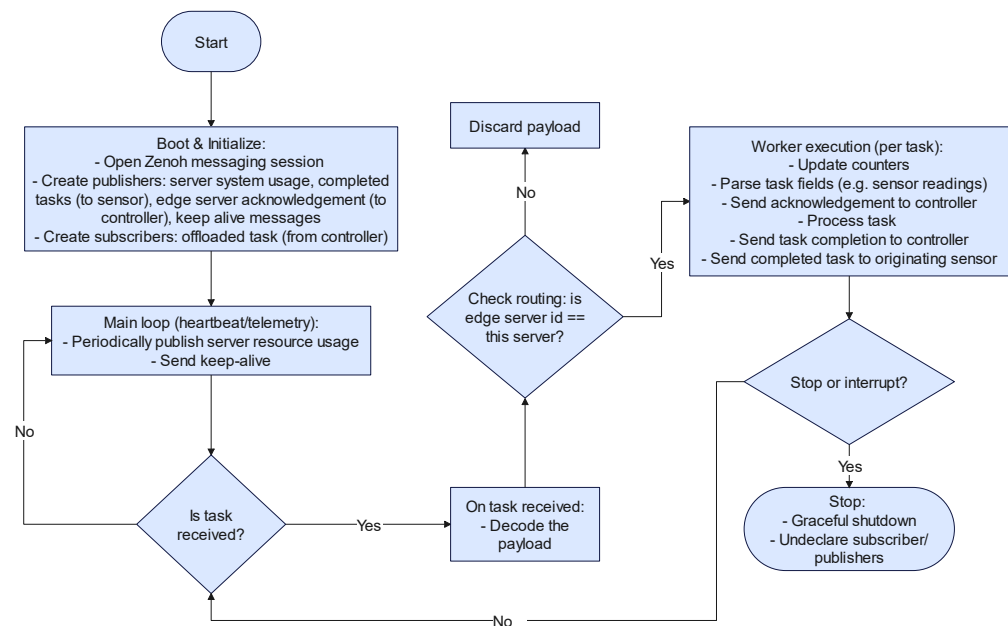 Start
Boot & Initialize:
- Open Zenoh messaging session
- Create publishers: server system usage, completed
tasks (to sensor), edge server acknowledgement (to
controller), keep alive messages
- Create subscribers: offloaded task (from controller)
Main loop (heartbeat/telemetry):
- Periodically publish server resource usage
- Send keep-alive
No
Is task
received?
Yes
On task received:
- Decode the
payload
Check routing: is
edge server id ==
this server?
No
Discard payload
Yes
Worker execution (per task):
- Update counters
- Parse task fields (e.g. sensor readings)
- Send acknowledgement to controller
- Process task
- Send task completion to controller
- Send completed task to originating sensor
Stop or interrupt?
Yes
Stop:
- Graceful shutdown
- Undeclare subscriber/
publishers
No